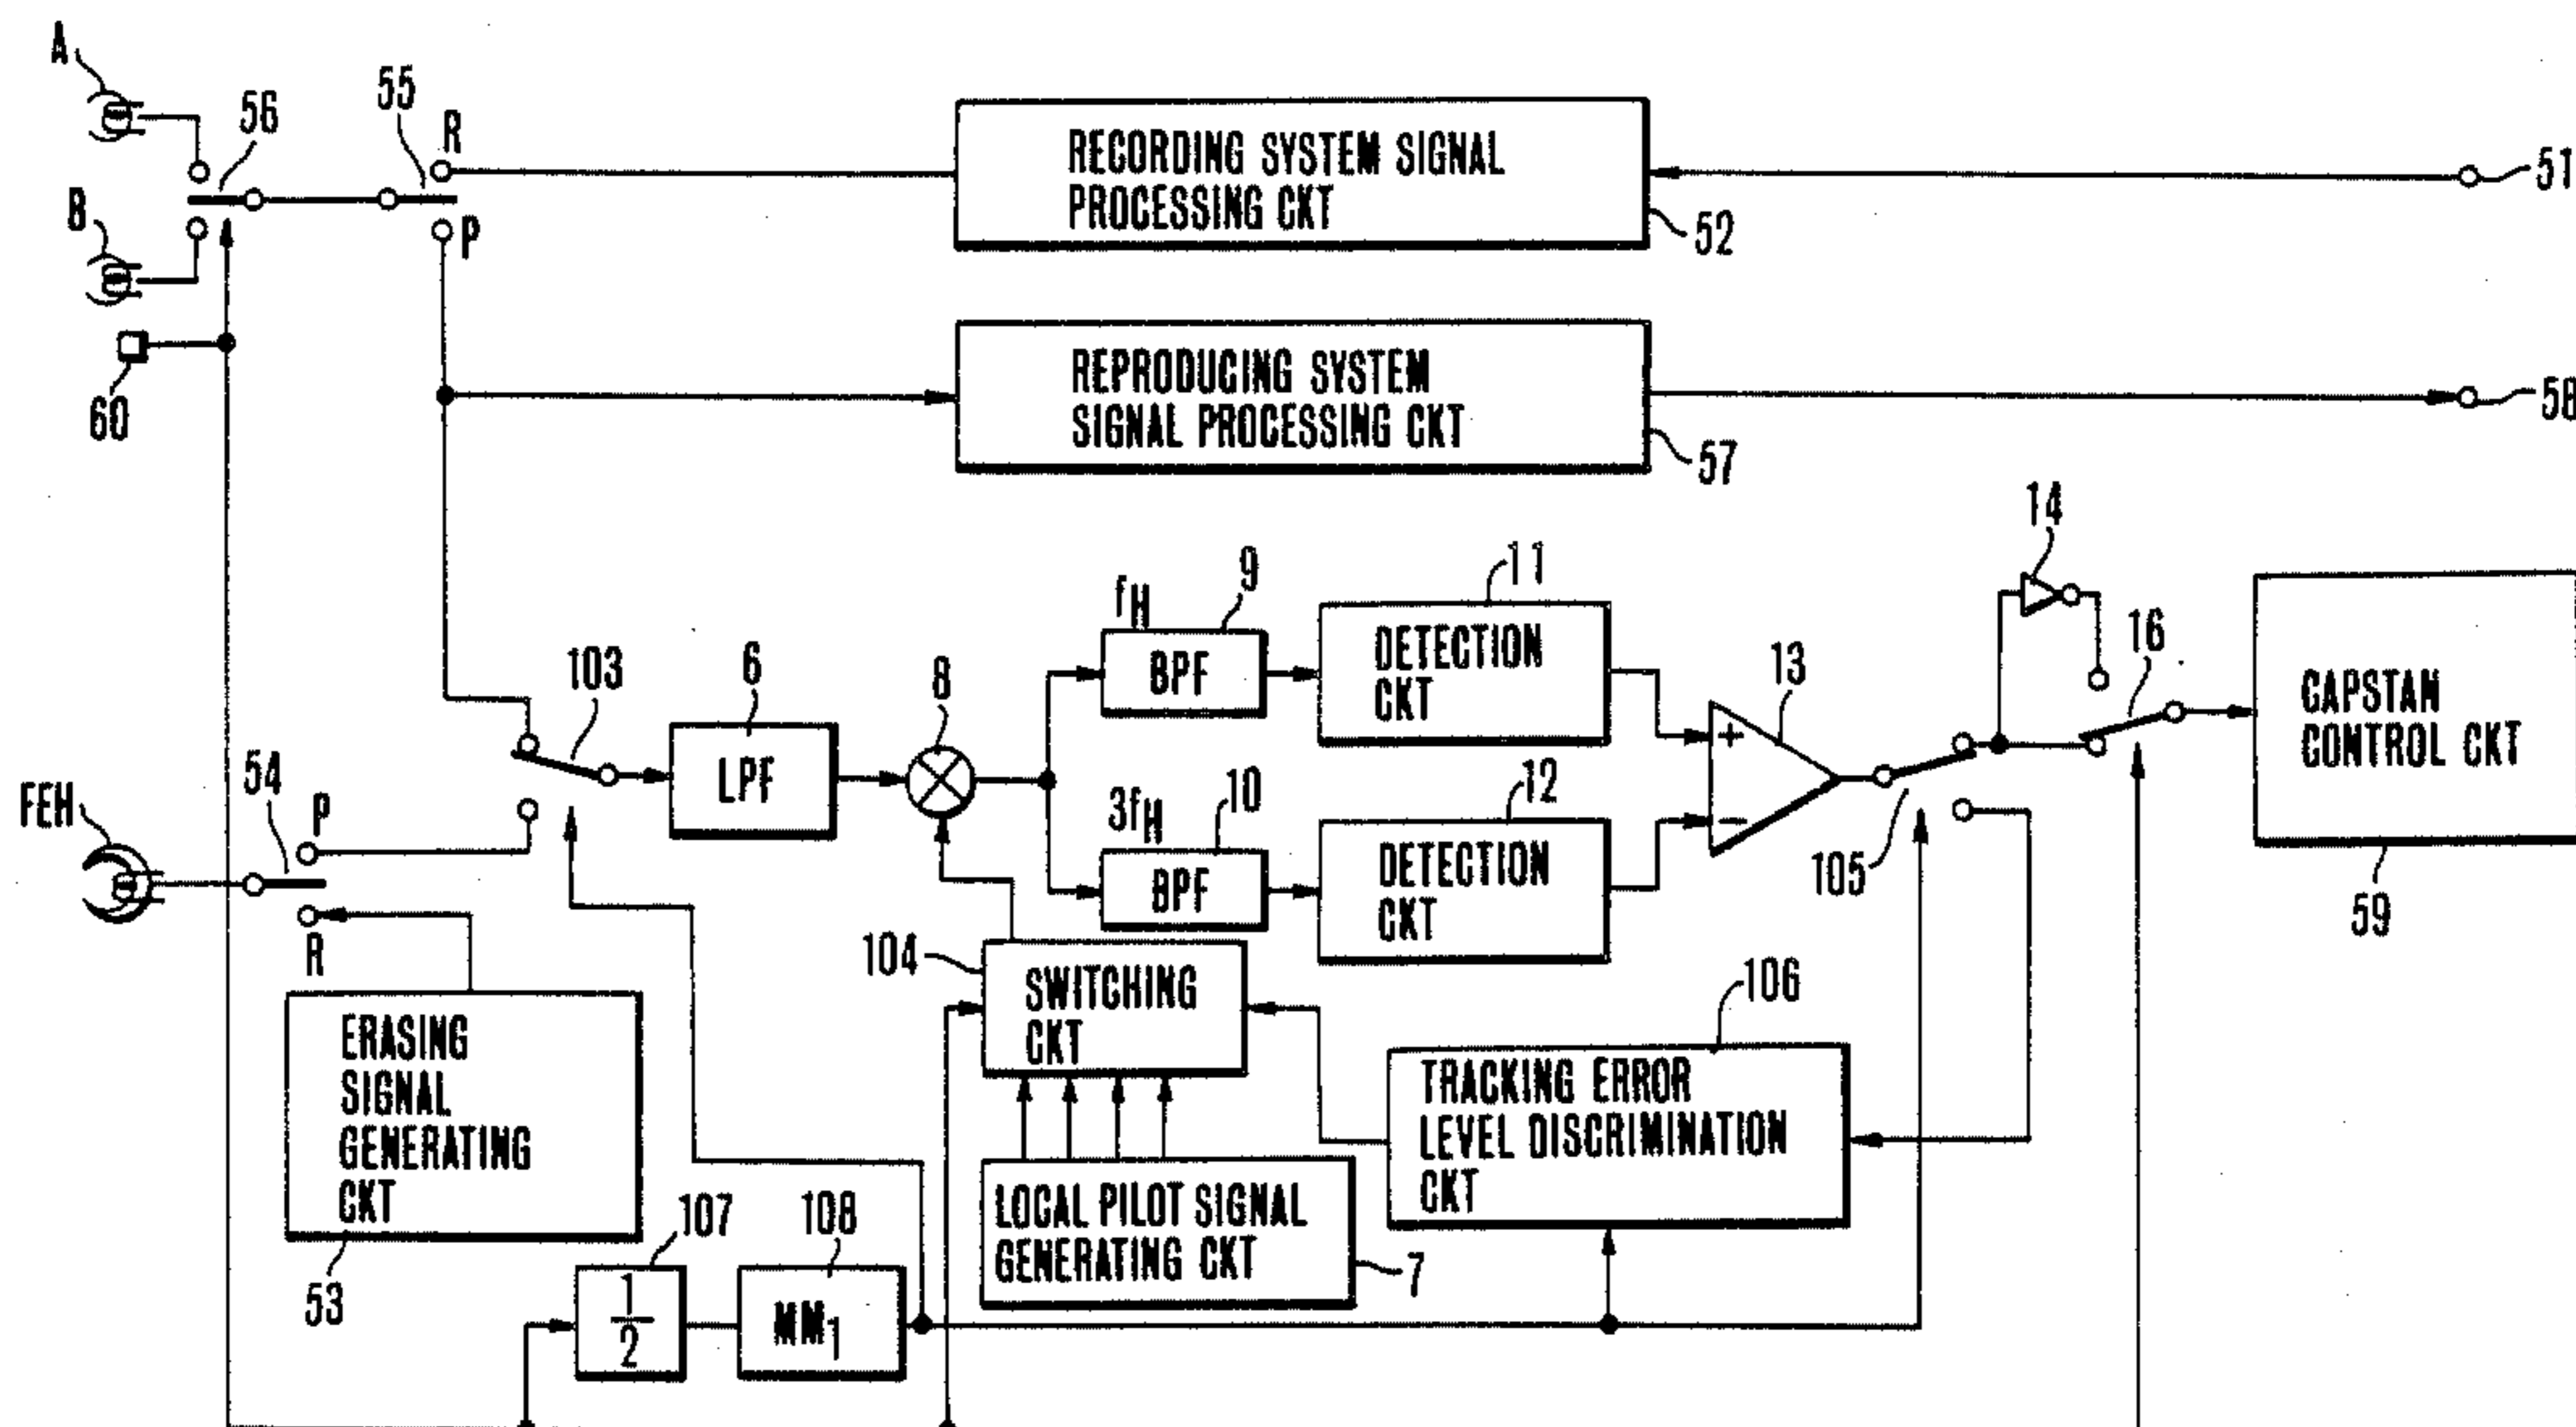 A
56
55
R
RECORDING SYSTEM SIGNAL
PROCESSING CKT
51
B
P
52
60
REPRODUCING SYSTEM
SIGNAL PROCESSING CKT
58
57
14
fH
9
11
DETECTION
CKT
16
103
6
8
BPF
13
CAPSTAN
CONTROL CKT
LPF
+
FEH
54
P
3fH
10
12
BPF
DETECTION
CKT
−
105
59
R
104
SWITCHING
CKT
106
ERASING
SIGNAL
GENERATING
CKT
TRACKING ERROR
LEVEL DISCRIMINATION
CKT
53
107
108
LOCAL PILOT SIGNAL
GENERATING CKT
7
1
2
MM1